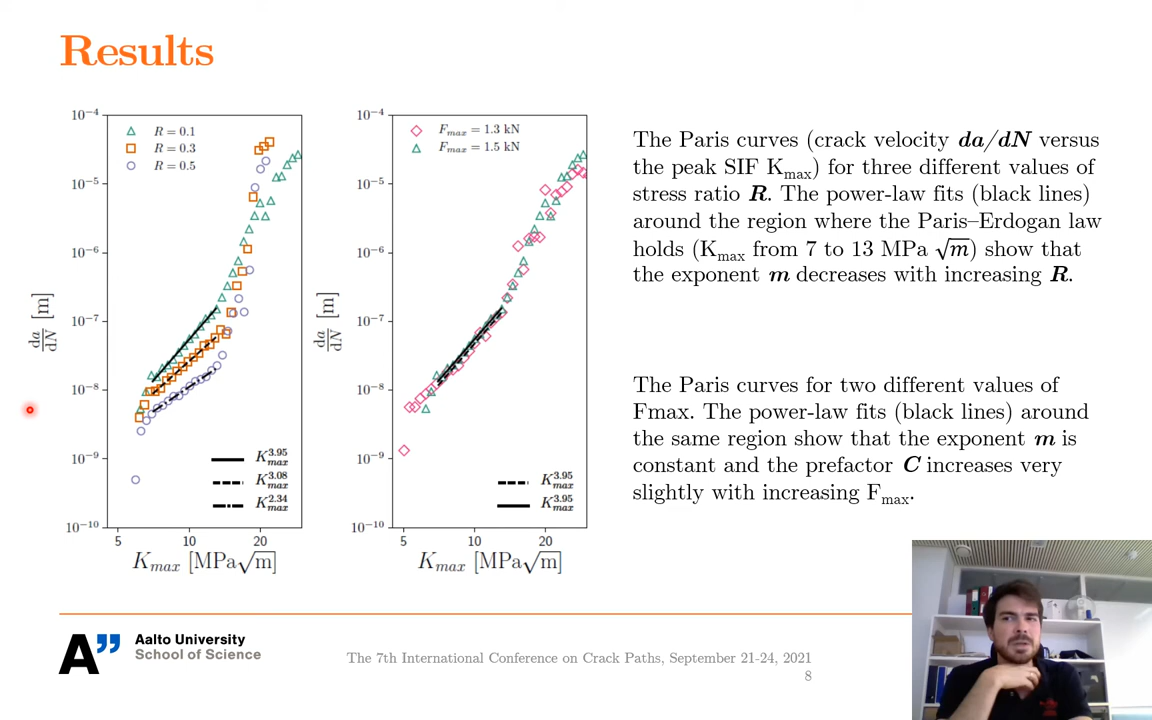 Results
10⁻⁴
10⁻⁵
10⁻⁶
10⁻⁷
10⁻⁸
10⁻⁹
10⁻¹⁰
da/dN [m]
R = 0.1
R = 0.3
R = 0.5
K_max^3.95
K_max^3.08
K_max^2.34
5 10 20
K_max [MPa√m]
10⁻⁴
10⁻⁵
10⁻⁶
10⁻⁷
10⁻⁸
10⁻⁹
10⁻¹⁰
da/dN [m]
F_max = 1.3 kN
F_max = 1.5 kN
K_max^3.95
K_max^3.95
5 10 20
K_max [MPa√m]
The Paris curves (crack velocity da/dN versus
the peak SIF K_max) for three different values of
stress ratio R. The power-law fits (black lines)
around the region where the Paris–Erdogan law
holds (K_max from 7 to 13 MPa √m) show that
the exponent m decreases with increasing R.
The Paris curves for two different values of
Fmax. The power-law fits (black lines) around
the same region show that the exponent m is
constant and the prefactor C increases very
slightly with increasing F_max.
A"
Aalto University
School of Science
The 7th International Conference on Crack Paths, September 21-24, 2021
8